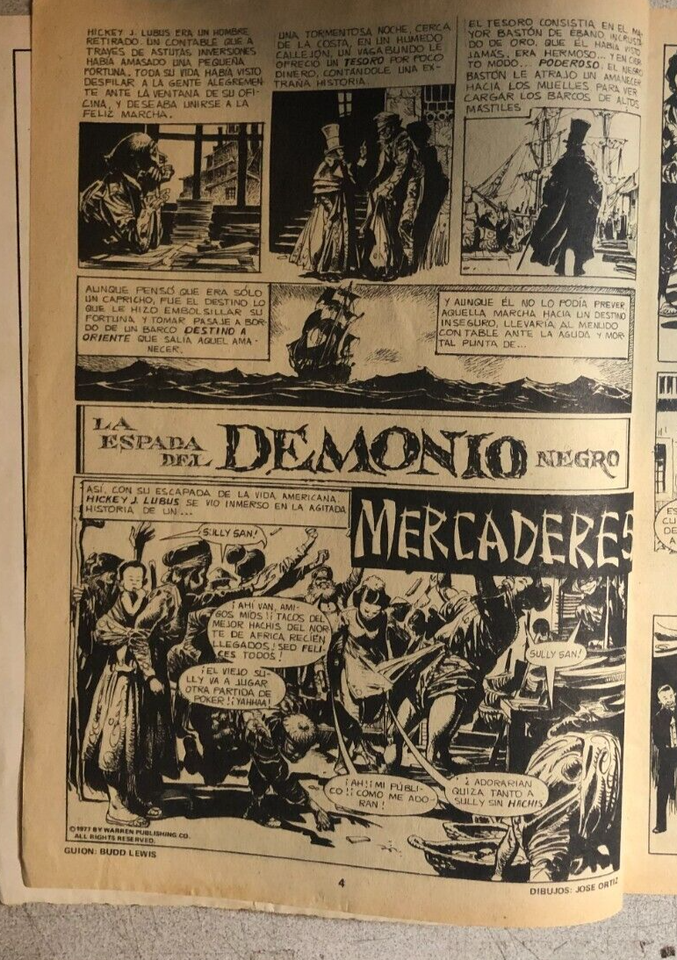 HICKEY J. LUBUS ERA UN HOMBRE
RETIRADO. UN CONTABLE QUE A
TRAVÉS DE ASTUTAS INVERSIONES
HABÍA AMASADO UNA PEQUEÑA
FORTUNA. TODA SU VIDA HABÍA VISTO
DESFILAR A LA GENTE ALEGREMEN-
TE ANTE LA VENTANA DE SU OFI-
CINA, Y DESEABA UNIRSE A LA
FELIZ MARCHA.
UNA TORMENTOSA NOCHE, CERCA
DE LA COSTA, EN UN HÚMEDO
CALLEJÓN, UN VAGABUNDO LE
OFRECIÓ UN TESORO POR POCO
DINERO, CONTÁNDOLE UNA EX-
TRAÑA HISTORIA.
EL TESORO CONSISTIA EN EL MA-
YOR BASTÓN DE ÉBANO, INCRUSTA
DO DE ORO, QUE ÉL HABÍA VISTO
JAMÁS, ERA HERMOSO... Y EN CIER
TO MODO... PODEROSO. EL NEGRO
BASTÓN LE ATRAJO UN AMANECER
HACIA LOS MUELLES, PARA VER
CARGAR LOS BARCOS DE ALTOS
MÁSTILES.
AUNQUE PENSÓ QUE ERA SÓLO
UN CAPRICHO, FUE EL DESTINO LO
QUE LE HIZO EMBOLSILLAR SU
FORTUNA Y TOMAR PASAJE A BOR-
DO DE UN BARCO DESTINO A
ORIENTE QUE SALÍA AQUEL AMA-
NECER.
Y AUNQUE ÉL NO LO PODÍA PREVER
AQUELLA MARCHA HACIA UN DESTINO
INSEGURO, LLEVARIA AL MENUDO
CONTABLE ANTE LA AGUDA Y MOR-
TAL PUNTA DE...
LA
ESPADA
DEL DEMONIO NEGRO
ASÍ, CON SU ESCAPADA DE LA VIDA AMERICANA.
HICKEY J. LUBUS SE VIO INMERSO EN LA AGITADA
HISTORIA DE UN...
MERCADERES
¡SULLY SAN!
¡AHÍ VAN, AMI-
GOS MÍOS! ¡TACOS DEL
MEJOR HACHIS DEL NOR-
TE DE AFRICA RECIÉN
LLEGADOS! ¡SED FELI-
CES TODOS!
¡EL VIEJO SU-
LLY VA A JUGAR
OTRA PARTIDA DE
POKER! ¡YAHHAA!
¡SULLY SAN!
¡AH! ¡MI PÚBLI-
CO! ¡CÓMO ME ADO-
RAN!
¿ADORARIAN
QUIZÁ TANTO A
SULLY SIN HACHIS
© 1977 BY WARREN PUBLISHING CO.
ALL RIGHTS RESERVED.
GUION: BUDD LEWIS
4
DIBUJOS: JOSE ORTIZ
ES
CU
DE
A